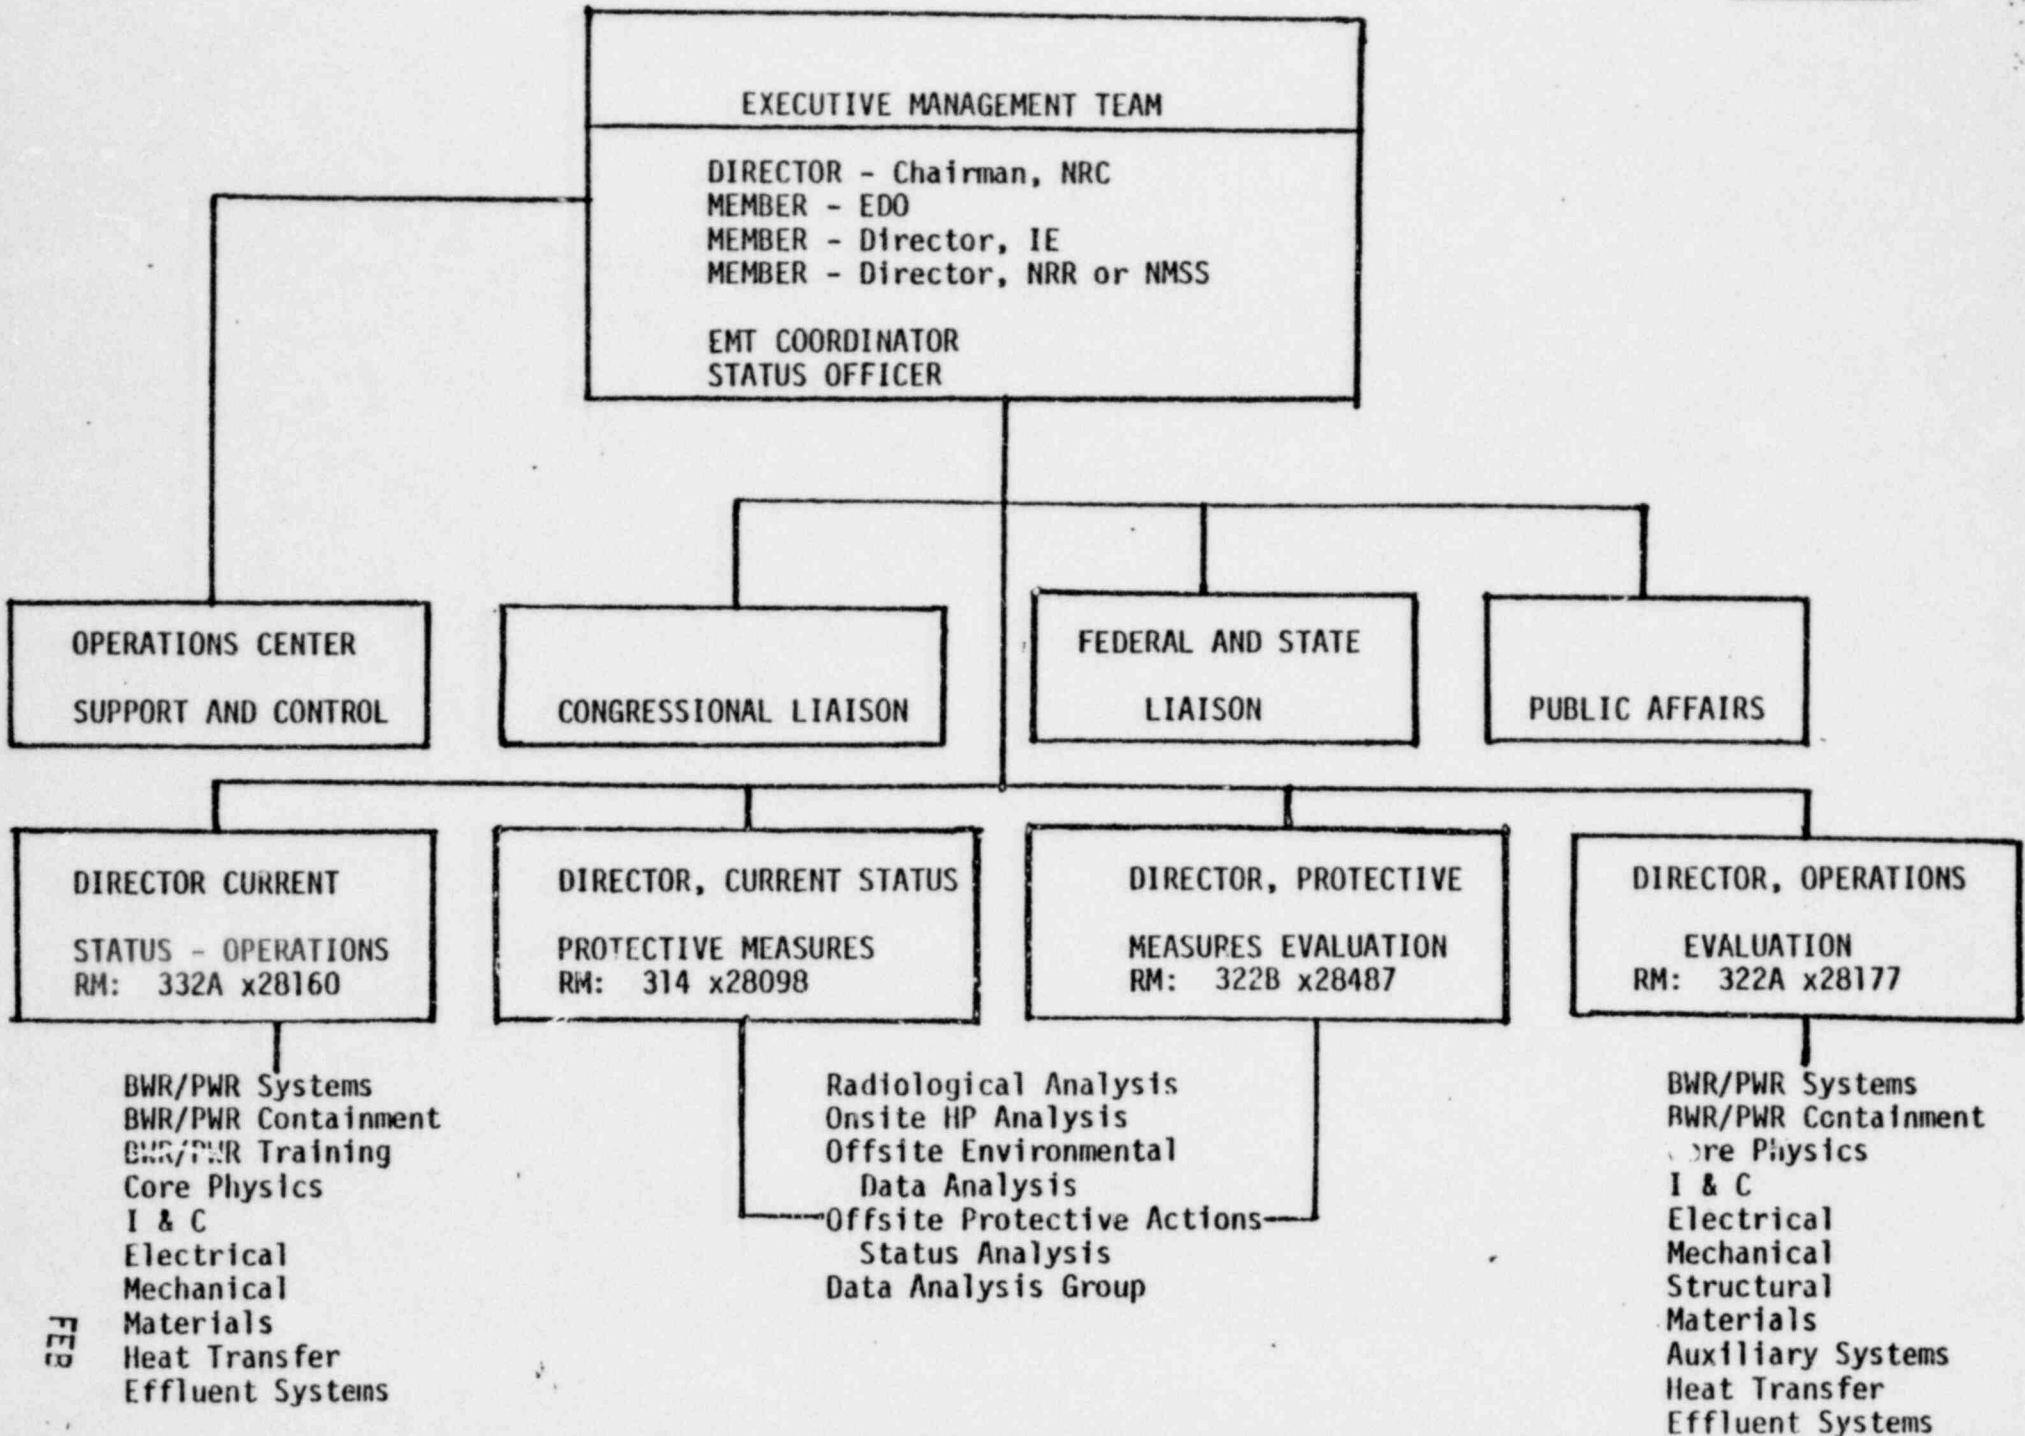 EXECUTIVE MANAGEMENT TEAM
DIRECTOR - Chairman, NRC
MEMBER - EDO
MEMBER - Director, IE
MEMBER - Director, NRR or NMSS
EMT COORDINATOR
STATUS OFFICER
OPERATIONS CENTER
SUPPORT AND CONTROL
CONGRESSIONAL LIAISON
FEDERAL AND STATE
LIAISON
PUBLIC AFFAIRS
DIRECTOR CURRENT
STATUS - OPERATIONS
RM: 332A x28160
DIRECTOR, CURRENT STATUS
PROTECTIVE MEASURES
RM: 314 x28098
DIRECTOR, PROTECTIVE
MEASURES EVALUATION
RM: 322B x28487
DIRECTOR, OPERATIONS
EVALUATION
RM: 322A x28177
BWR/PWR Systems
BWR/PWR Containment
BWR/PWR Training
Core Physics
I & C
Electrical
Mechanical
Materials
Heat Transfer
Effluent Systems
Radiological Analysis
Onsite HP Analysis
Offsite Environmental
Data Analysis
Offsite Protective Actions
Status Analysis
Data Analysis Group
BWR/PWR Systems
BWR/PWR Containment
Physics
I & C
Electrical
Mechanical
Structural
Materials
Auxiliary Systems
Heat Transfer
Effluent Systems
FEB